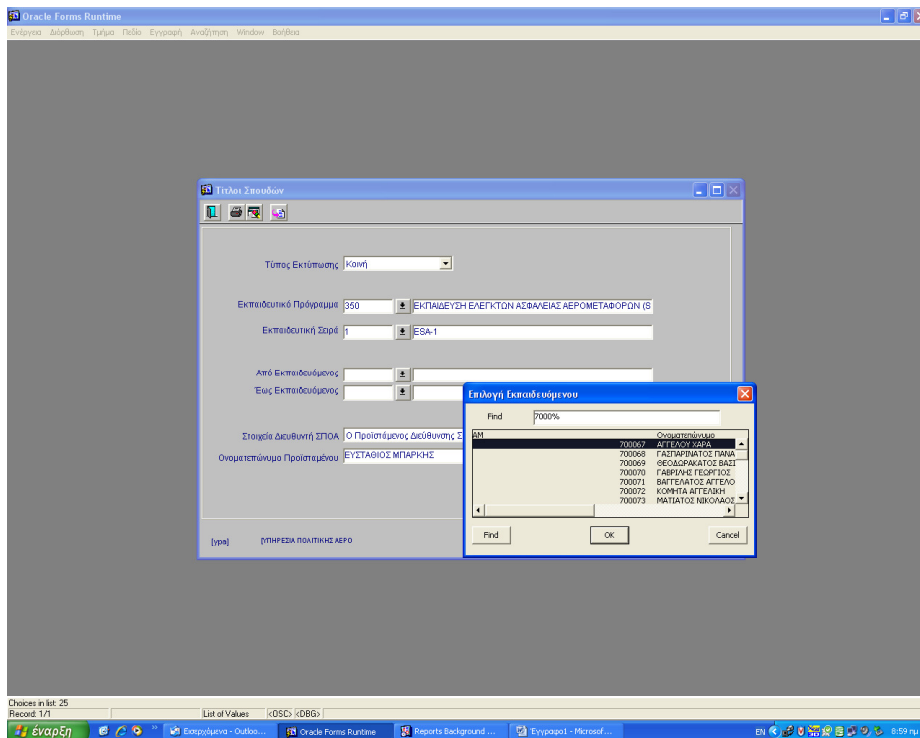 Oracle Forms Runtime
Ενέργεια Διόρθωση Τμήμα Πεδίο Εγγραφή Αναζήτηση Window Βοήθεια
Τίτλοι Σπουδών
Τύπος Εκτύπωσης Κοινή
Εκπαιδευτικό Πρόγραμμα 350 ΕΚΠΑΙΔΕΥΣΗ ΕΛΕΓΚΤΩΝ ΑΣΦΑΛΕΙΑΣ ΑΕΡΟΜΕΤΑΦΟΡΩΝ (S
Εκπαιδευτική Σειρά 1 ESA-1
Από Εκπαιδευόμενος
Έως Εκπαιδευόμενος
Στοιχεία Διευθυντή ΣΠΟΑ Ο Προϊστάμενος Διεύθυνσης Σ
Ονοματεπώνυμο Προϊσταμένου ΕΥΣΤΑΘΙΟΣ ΜΠΑΡΚΗΣ
[υπα] [ΥΠΗΡΕΣΙΑ ΠΟΛΙΤΙΚΗΣ ΑΕΡΟ
Επιλογή Εκπαιδευόμενου
Find 7000%
ΑΜ Ονοματεπώνυμο
700067 ΑΓΓΕΛΟΥ ΧΑΡΑ
700068 ΓΑΣΠΑΡΙΝΑΤΟΣ ΠΑΝΑ
700069 ΘΕΟΔΩΡΑΚΑΤΟΣ ΒΑΣΙ
700070 ΓΑΒΡΙΛΗΣ ΓΕΩΡΓΙΟΣ
700071 ΒΑΓΓΕΛΑΤΟΣ ΑΓΓΕΛΟ
700072 ΚΟΜΗΤΑ ΑΓΓΕΛΙΚΗ
700073 ΜΑΤΙΑΤΟΣ ΝΙΚΟΛΑΟΣ
Find OK Cancel
Choices in list: 25
Record: 1/1 List of Values <OSC> <DBG>
έναρξη Εισερχόμενα - Outloo... Oracle Forms Runtime Reports Background ... Έγγραφο1 - Microsof... EN 8:59 πμ